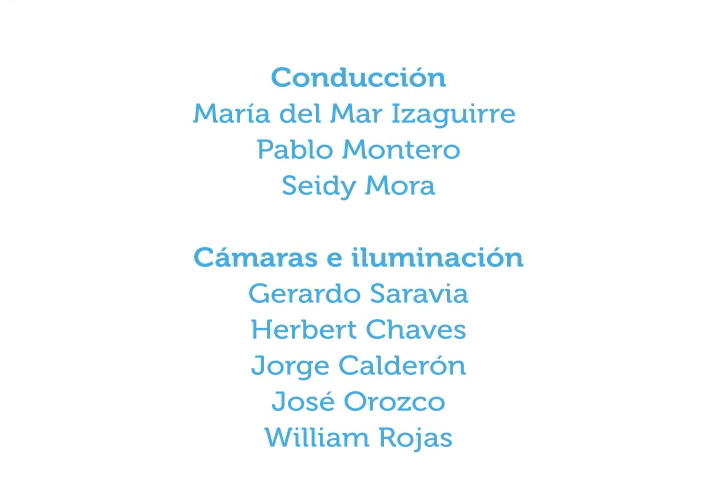 Conducción
María del Mar Izaguirre
Pablo Montero
Seidy Mora
Cámaras e iluminación
Gerardo Saravia
Herbert Chaves
Jorge Calderón
José Orozco
William Rojas